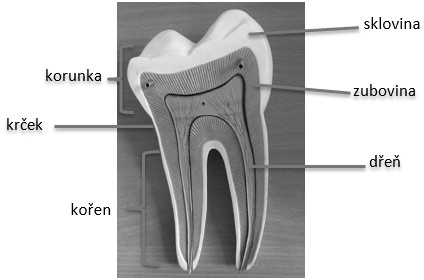 sklovina
korunka
zubovina
krček
dřeň
kořen